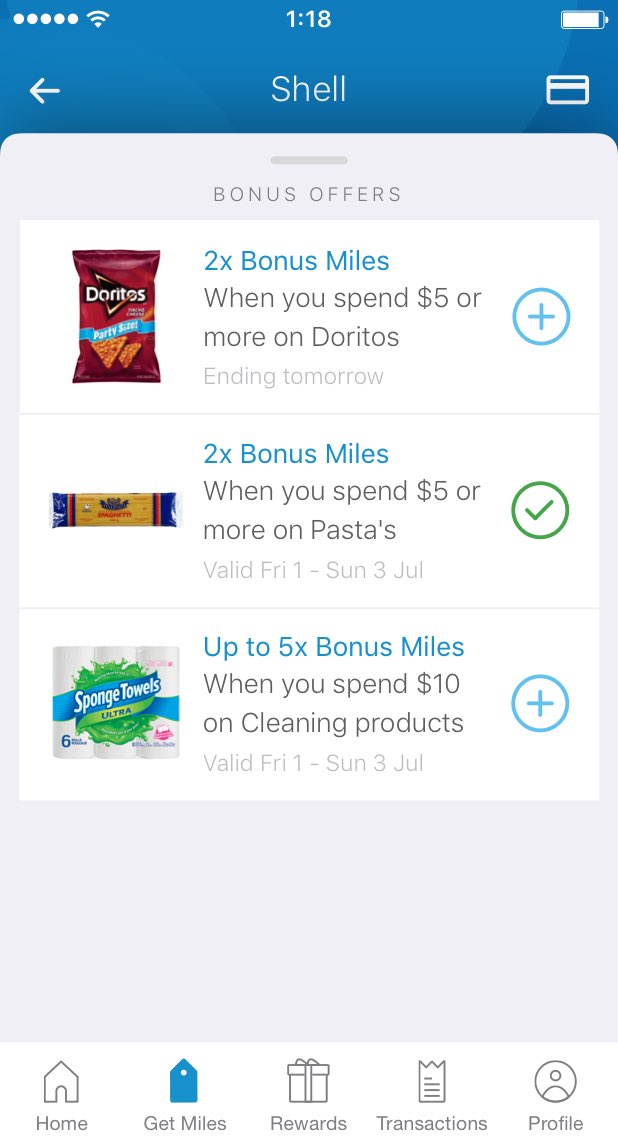 1:18
Shell
BONUS OFFERS
Doritos
NACHO
CHEESE
Party Size!
2x Bonus Miles
When you spend $5 or
more on Doritos
Ending tomorrow
SPAGHETTI
2x Bonus Miles
When you spend $5 or
more on Pasta's
Valid Fri 1 - Sun 3 Jul
SpongeTowels
ULTRA
6
Up to 5x Bonus Miles
When you spend $10
on Cleaning products
Valid Fri 1 - Sun 3 Jul
Home
Get Miles
Rewards
Transactions
Profile